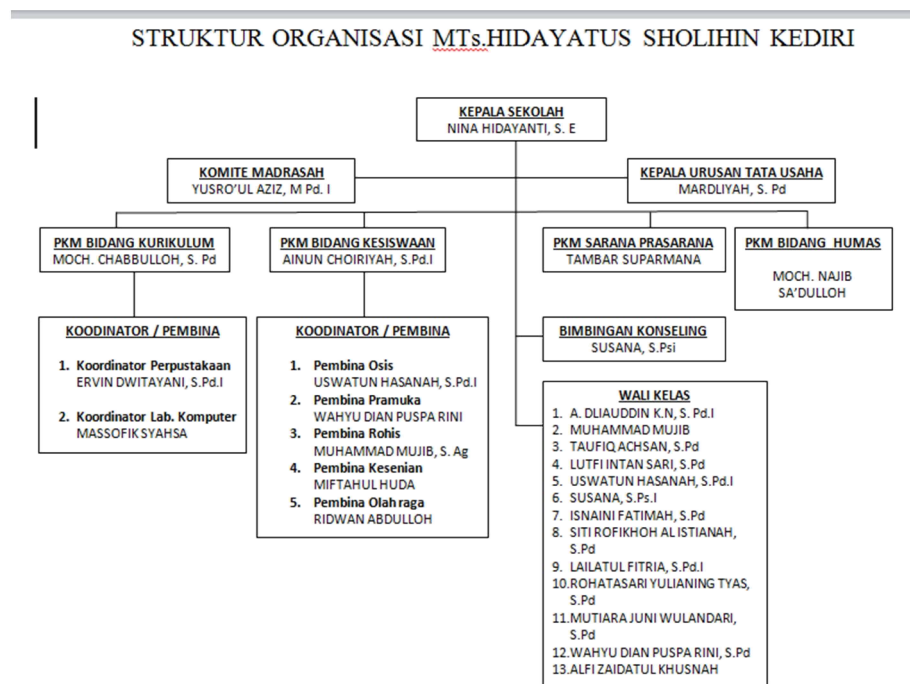 STRUKTUR ORGANISASI MTs.HIDAYATUS SHOLIHIN KEDIRI
KEPALA SEKOLAH
NINA HIDAYANTI, S. E
KOMITE MADRASAH
YUSRO'UL AZIZ, M Pd. I
KEPALA URUSAN TATA USAHA
MARDLIYAH, S. Pd
PKM BIDANG KURIKULUM
MOCH. CHABBULLOH, S. Pd
PKM BIDANG KESISWAAN
AINUN CHOIRIYAH, S.Pd.I
PKM SARANA PRASARANA
TAMBAR SUPARMANA
PKM BIDANG HUMAS
MOCH. NAJIB
SA'DULLOH
KOODINATOR / PEMBINA
1. Koordinator Perpustakaan
ERVIN DWITAYANI, S.Pd.I
2. Koordinator Lab. Komputer
MASSOFIK SYAHSA
KOODINATOR / PEMBINA
1. Pembina Osis
USWATUN HASANAH, S.Pd.I
2. Pembina Pramuka
WAHYU DIAN PUSPA RINI
3. Pembina Rohis
MUHAMMAD MUJIB, S. Ag
4. Pembina Kesenian
MIFTAHUL HUDA
5. Pembina Olah raga
RIDWAN ABDULLOH
BIMBINGAN KONSELING
SUSANA, S.Psi
WALI KELAS
1. A. DLIAUDDIN K.N, S. Pd.I
2. MUHAMMAD MUJIB
3. TAUFIQ ACHSAN, S.Pd
4. LUTFI INTAN SARI, S.Pd
5. USWATUN HASANAH, S.Pd.I
6. SUSANA, S.Ps.I
7. ISNAINI FATIMAH, S.Pd
8. SITI ROFIKHOH AL ISTIANAH,
S.Pd
9. LAILATUL FITRIA, S.Pd.I
10.ROHATASARI YULIANING TYAS,
S.Pd
11.MUTIARA JUNI WULANDARI,
S.Pd
12.WAHYU DIAN PUSPA RINI, S.Pd
13.ALFI ZAIDATUL KHUSNAH